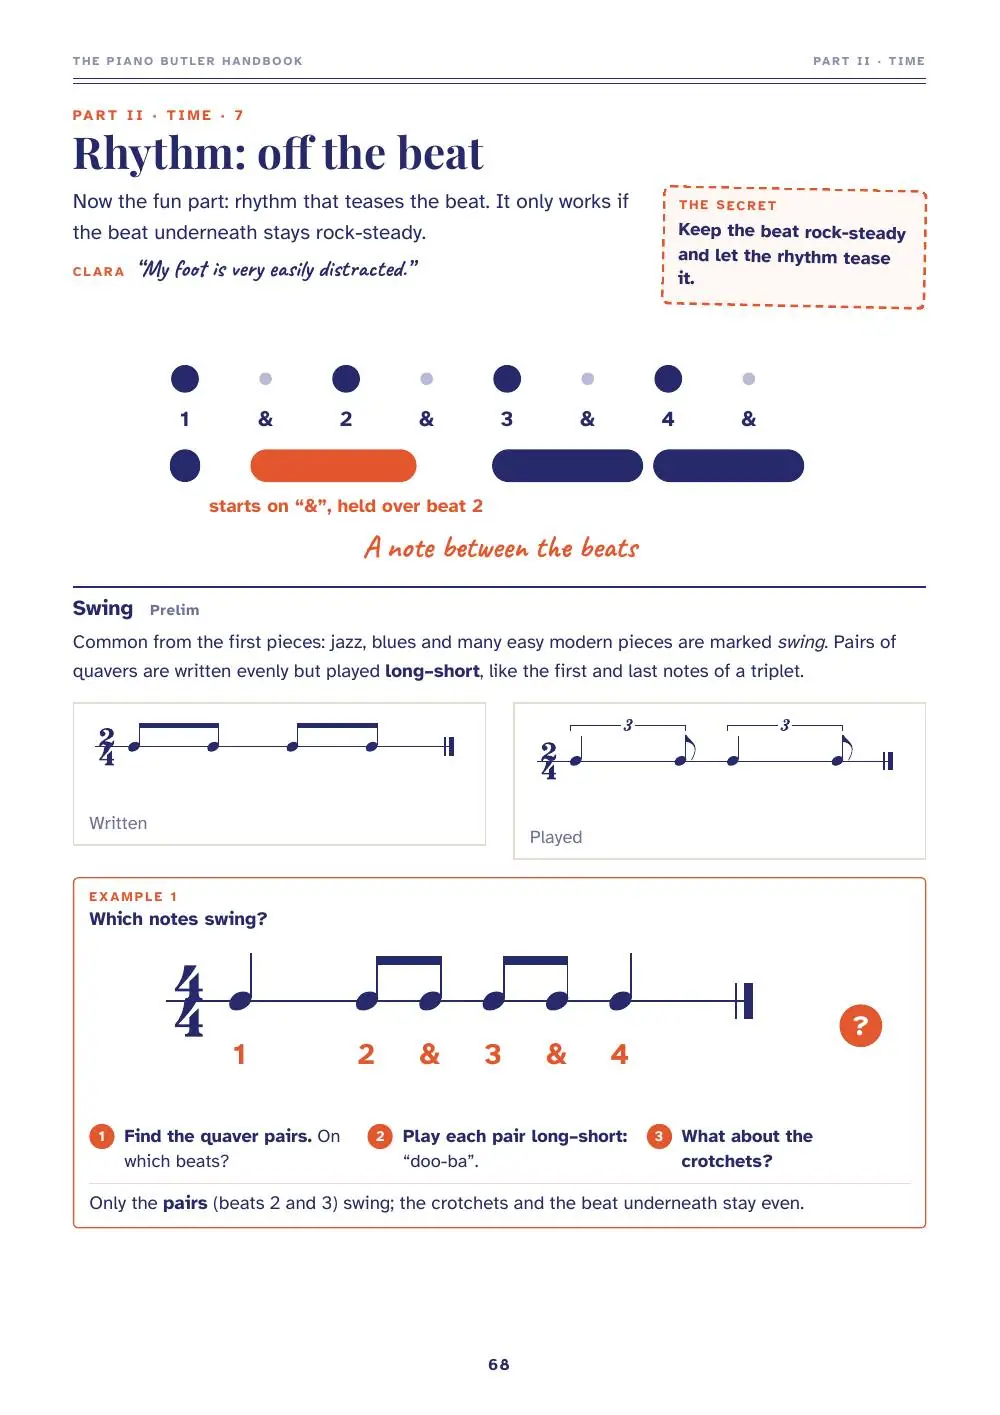 THE PIANO BUTLER HANDBOOK
PART II · TIME
PART II · TIME · 7
Rhythm: off the beat
Now the fun part: rhythm that teases the beat. It only works if
the beat underneath stays rock-steady.
CLARA “My foot is very easily distracted.”
THE SECRET
Keep the beat rock-steady
and let the rhythm tease
it.
1 & 2 & 3 & 4 &
starts on “&”, held over beat 2
A note between the beats
Swing Prelim
Common from the first pieces: jazz, blues and many easy modern pieces are marked swing. Pairs of
quavers are written evenly but played long–short, like the first and last notes of a triplet.
2
4
Written
3 3
2
4
Played
EXAMPLE 1
Which notes swing?
4
4
?
1 2 & 3 & 4
1 Find the quaver pairs. On
which beats?
2 Play each pair long–short:
“doo-ba”.
3 What about the
crotchets?
Only the pairs (beats 2 and 3) swing; the crotchets and the beat underneath stay even.
68